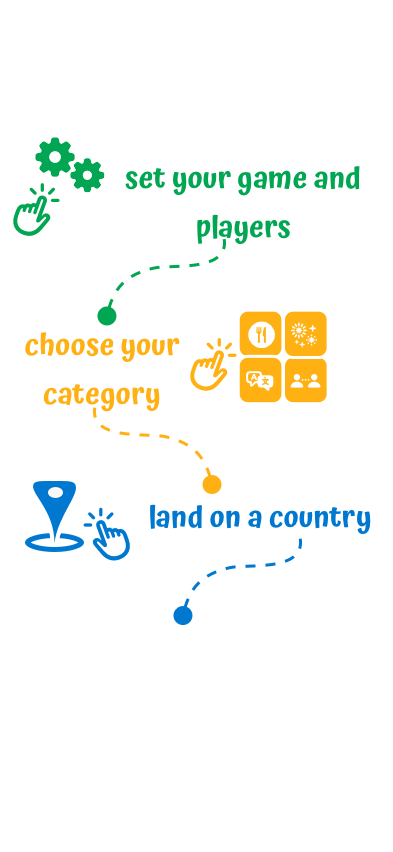 set your game and
players
choose your
category
land on a country